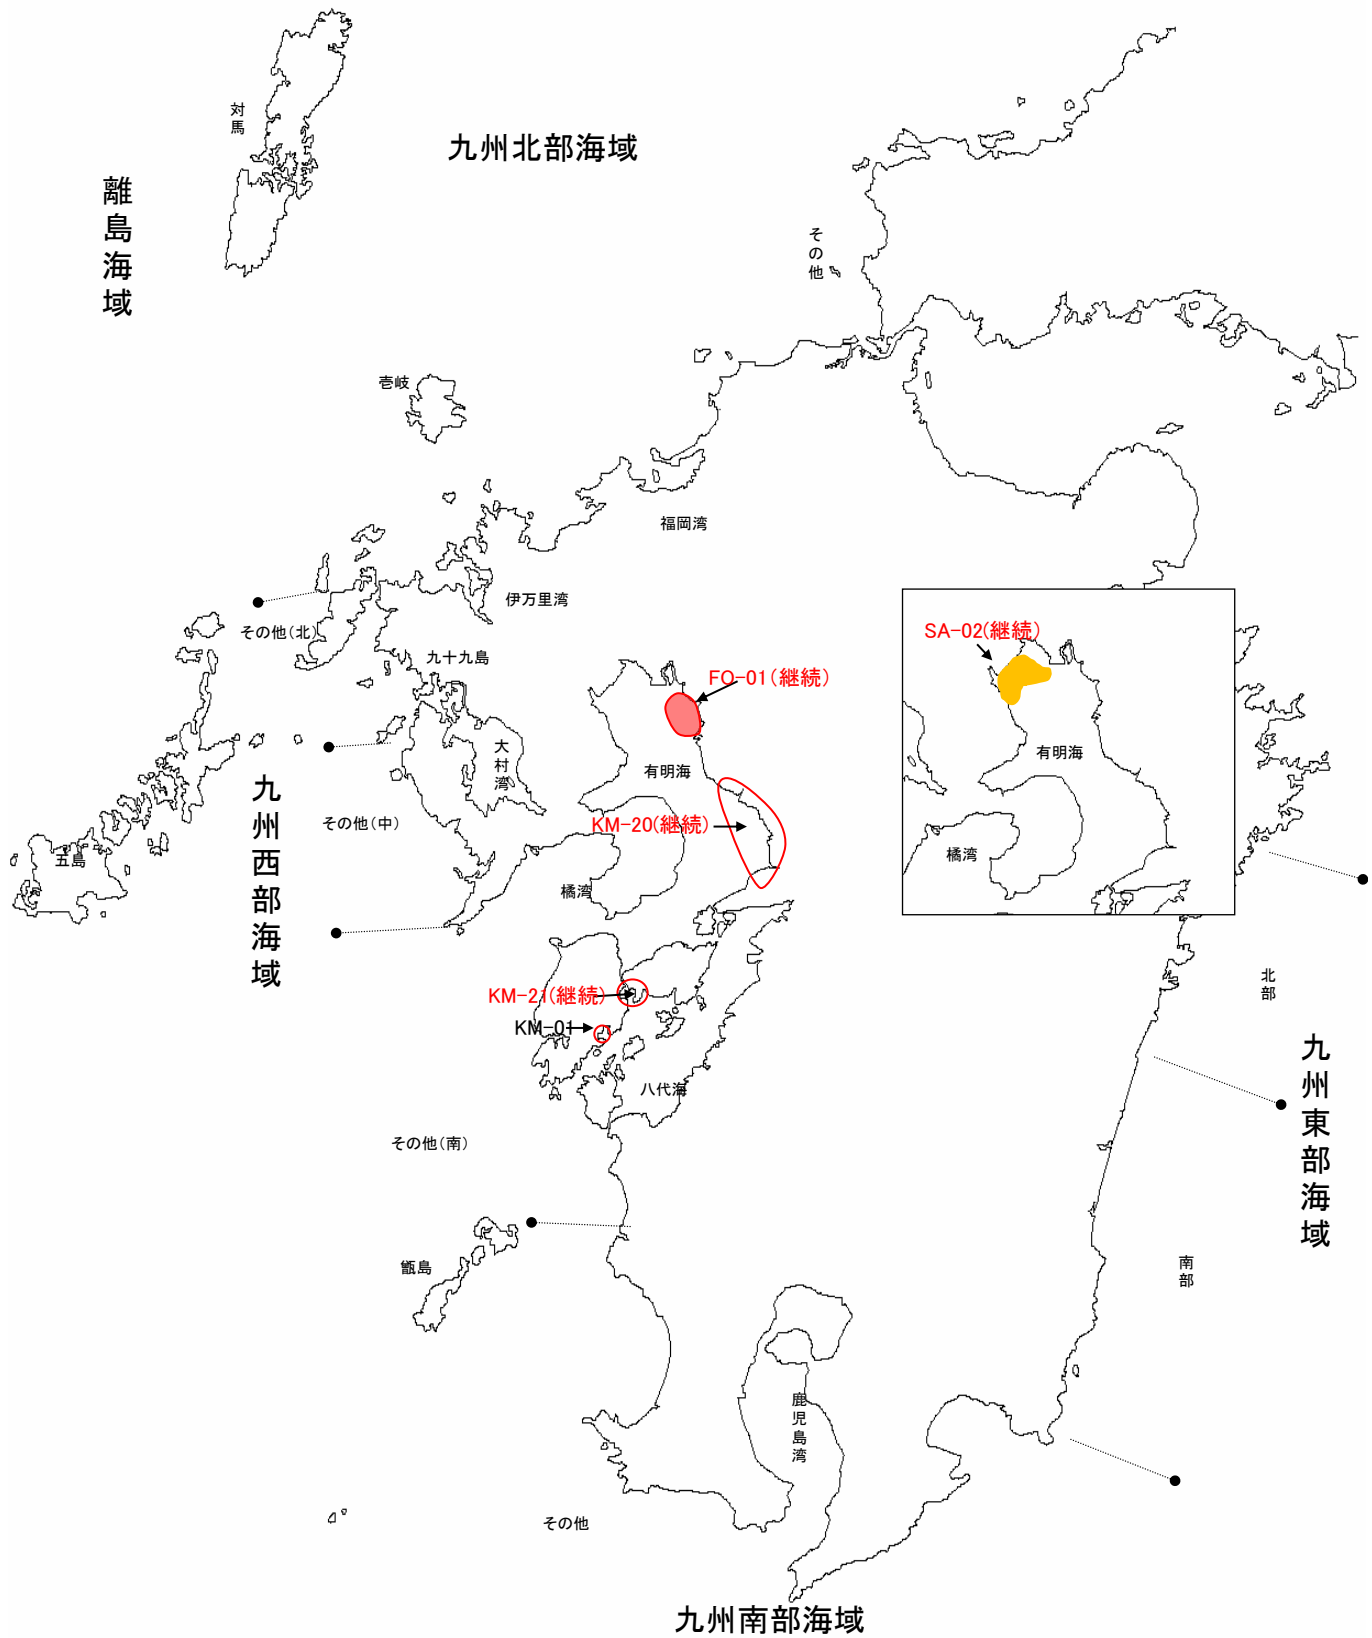 対馬
九州北部海域
離島海域
その他
壱岐
福岡湾
伊万里湾
その他(北)
九十九島
SA-02(継続)
FO-01(継続)
大村湾
有明海
有明海
九州西部海域
その他(中)
KM-20(継続)
五島
橘湾
橘湾
北部
KM-21(継続)
KM-01
九州東部海域
八代海
その他(南)
甑島
南部
鹿児島湾
その他
九州南部海域